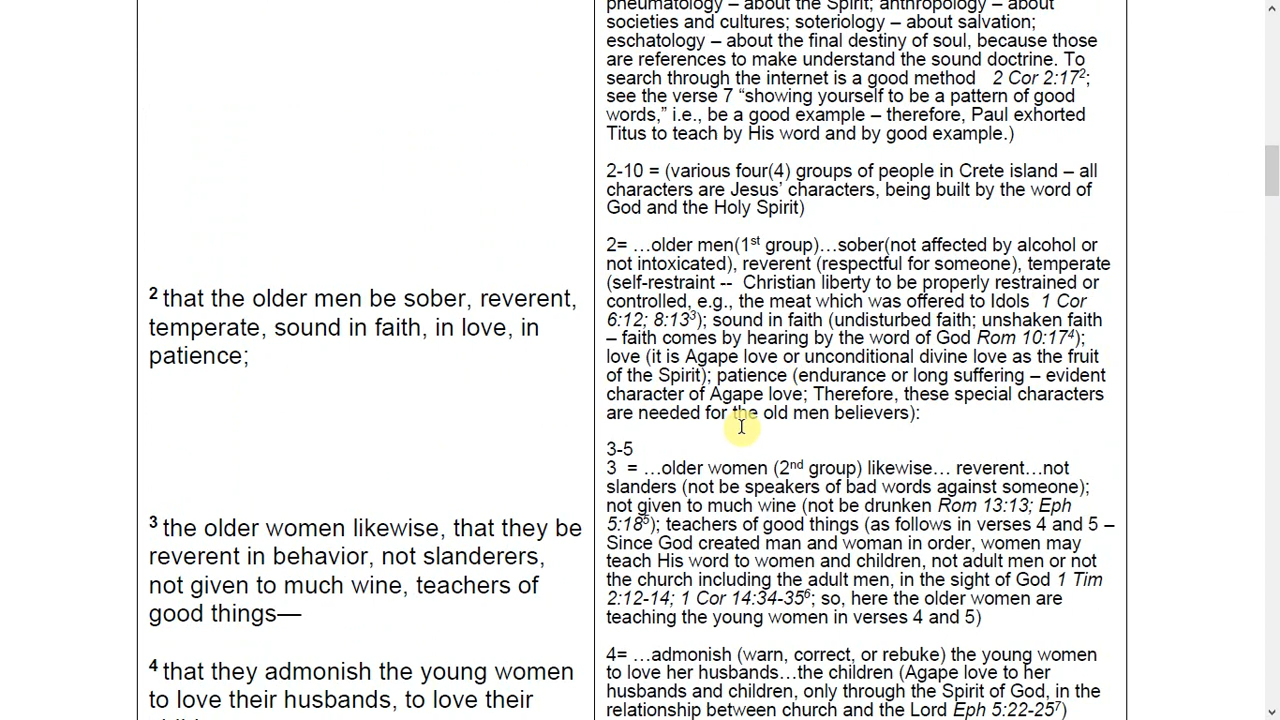 pneumatology – about the Spirit; anthropology – about
societies and cultures; soteriology – about salvation;
eschatology – about the final destiny of soul, because those
are references to make understand the sound doctrine. To
search through the internet is a good method 2 Cor 2:17²;
see the verse 7 “showing yourself to be a pattern of good
words,” i.e., be a good example – therefore, Paul exhorted
Titus to teach by His word and by good example.)
2-10 = (various four(4) groups of people in Crete island – all
characters are Jesus’ characters, being built by the word of
God and the Holy Spirit)
2= …older men(1st group)…sober(not affected by alcohol or
not intoxicated), reverent (respectful for someone), temperate
(self-restraint -- Christian liberty to be properly restrained or
controlled, e.g., the meat which was offered to Idols 1 Cor
6:12; 8:13³); sound in faith (undisturbed faith; unshaken faith
– faith comes by hearing by the word of God Rom 10:17⁴);
love (it is Agape love or unconditional divine love as the fruit
of the Spirit); patience (endurance or long suffering – evident
character of Agape love; Therefore, these special characters
are needed for the old men believers):
² that the older men be sober, reverent,
temperate, sound in faith, in love, in
patience;
3-5
3 = …older women (2nd group) likewise… reverent…not
slanders (not be speakers of bad words against someone);
not given to much wine (not be drunken Rom 13:13; Eph
5:18⁵); teachers of good things (as follows in verses 4 and 5 –
Since God created man and woman in order, women may
teach His word to women and children, not adult men or not
the church including the adult men, in the sight of God 1 Tim
2:12-14; 1 Cor 14:34-35⁶; so, here the older women are
teaching the young women in verses 4 and 5)
³ the older women likewise, that they be
reverent in behavior, not slanderers,
not given to much wine, teachers of
good things—
4= …admonish (warn, correct, or rebuke) the young women
to love her husbands…the children (Agape love to her
husbands and children, only through the Spirit of God, in the
relationship between church and the Lord Eph 5:22-25⁷)
⁴ that they admonish the young women
to love their husbands, to love their